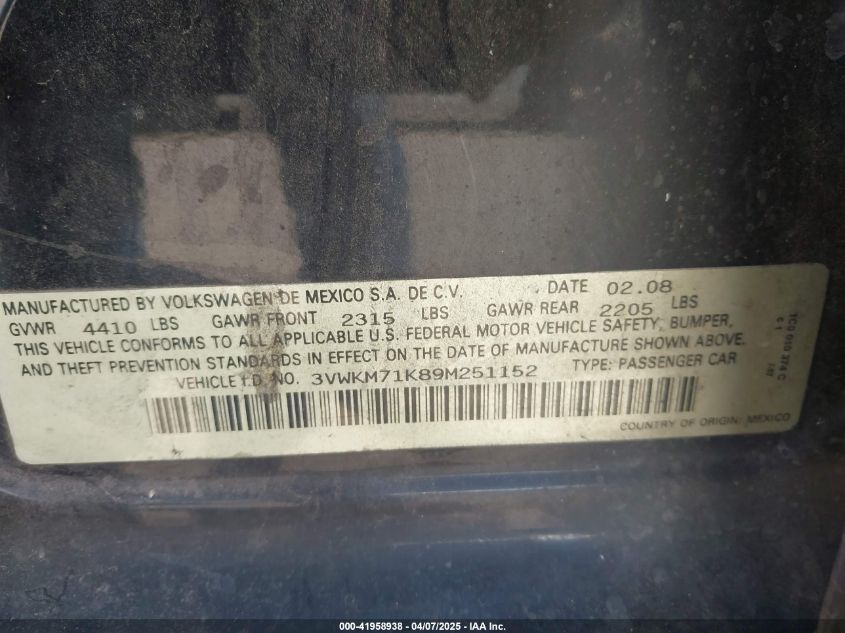 MANUFACTURED BY VOLKSWAGEN DE MEXICO S.A. DE C.V. DATE 02.08
GVWR 4410 LBS GAWR FRONT 2315 LBS GAWR REAR 2205 LBS
THIS VEHICLE CONFORMS TO ALL APPLICABLE U.S. FEDERAL MOTOR VEHICLE SAFETY, BUMPER,
AND THEFT PREVENTION STANDARDS IN EFFECT ON THE DATE OF MANUFACTURE SHOWN ABOVE.
VEHICLE I.D. NO. 3VWKM71K89M251152 TYPE: PASSENGER CAR
COUNTRY OF ORIGIN: MEXICO
1C0 010 374 C
000-41958938 - 04/07/2025 - IAA Inc.